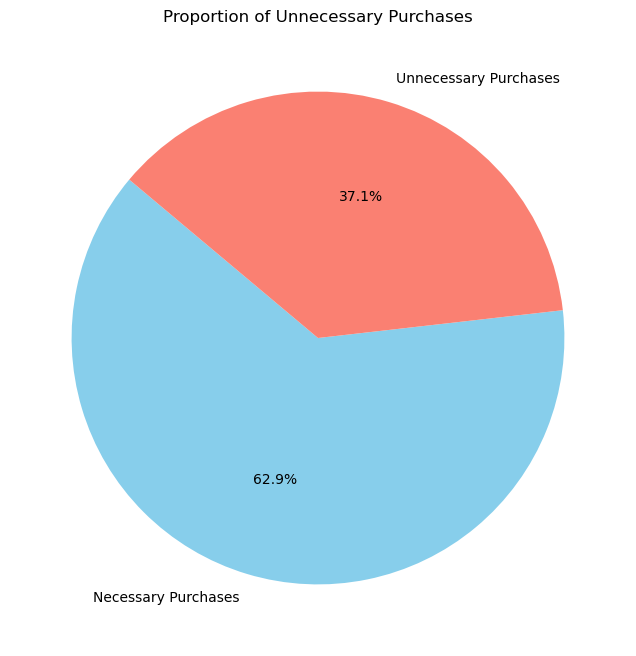 Proportion of Unnecessary Purchases
Unnecessary Purchases
37.1%
62.9%
Necessary Purchases